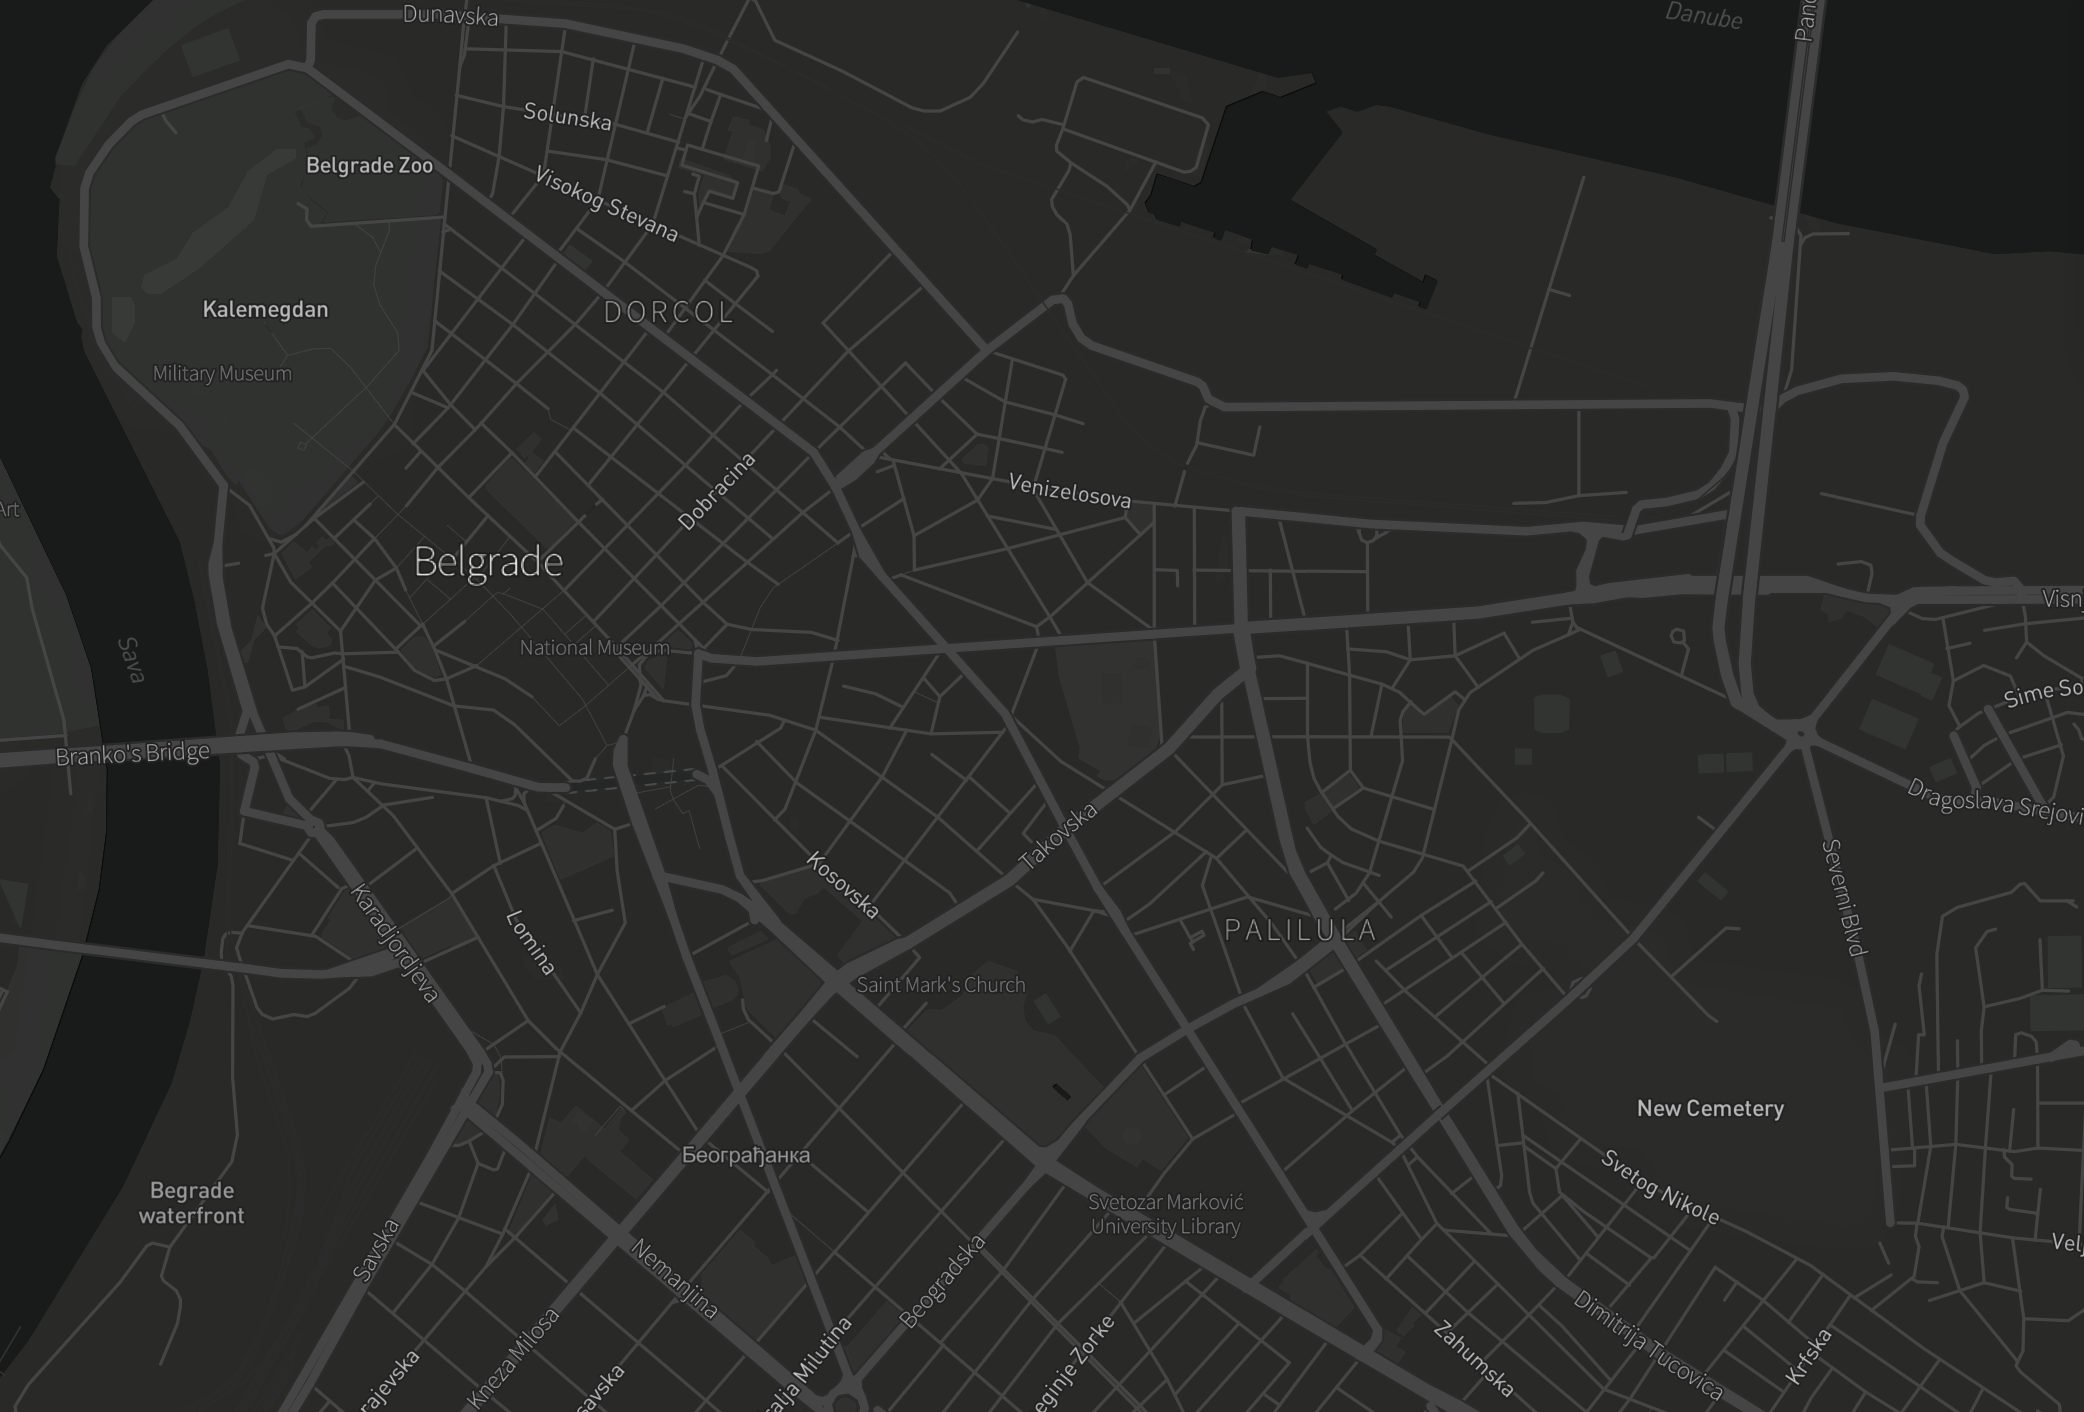 Dunavska
Danube
Solunska
Belgrade Zoo
Visokog Stevana
Kalemegdan
DORCOL
Military Museum
Dobracina
Venizelosova
Art
Belgrade
Sava
National Museum
Sime So
Branko's Bridge
Dragoslava Srejovi
Takovska
Kosovska
Severni Blvd
Karadjordjeva
Lomina
PALILULA
Saint Mark's Church
New Cemetery
Београђанка
Svetog Nikole
Begrade
waterfront
Svetozar Marković
University Library
Savska
Nemanjina
Beogradska
Velj
Dimitrija Tucovica
Kneza Milosa
Zahumska
Krfska
rajevska
savska
alja Milutina
eginje Zorke